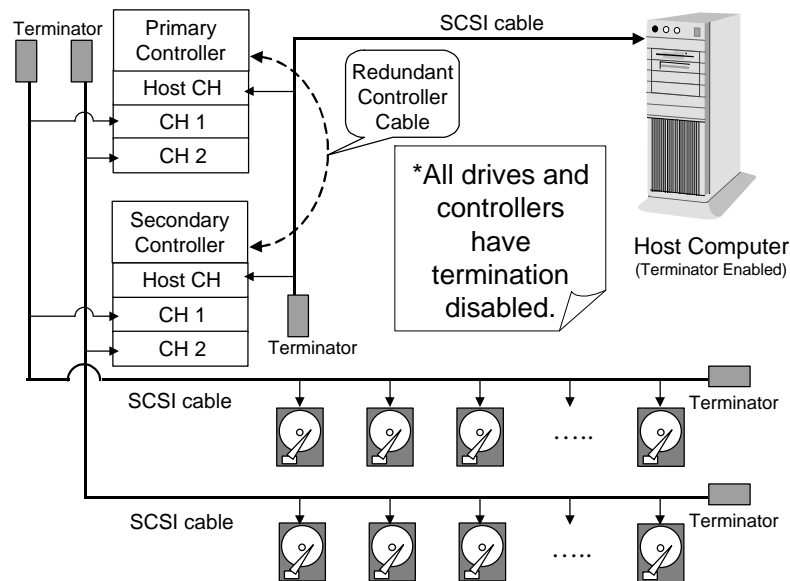 Terminator
Primary
Controller
Host CH
CH 1
CH 2
SCSI cable
Redundant
Controller
Cable
*All drives and
controllers
have
termination
disabled.
Host Computer
(Terminator Enabled)
Secondary
Controller
Host CH
CH 1
CH 2
Terminator
SCSI cable
Terminator
.....
SCSI cable
Terminator
.....